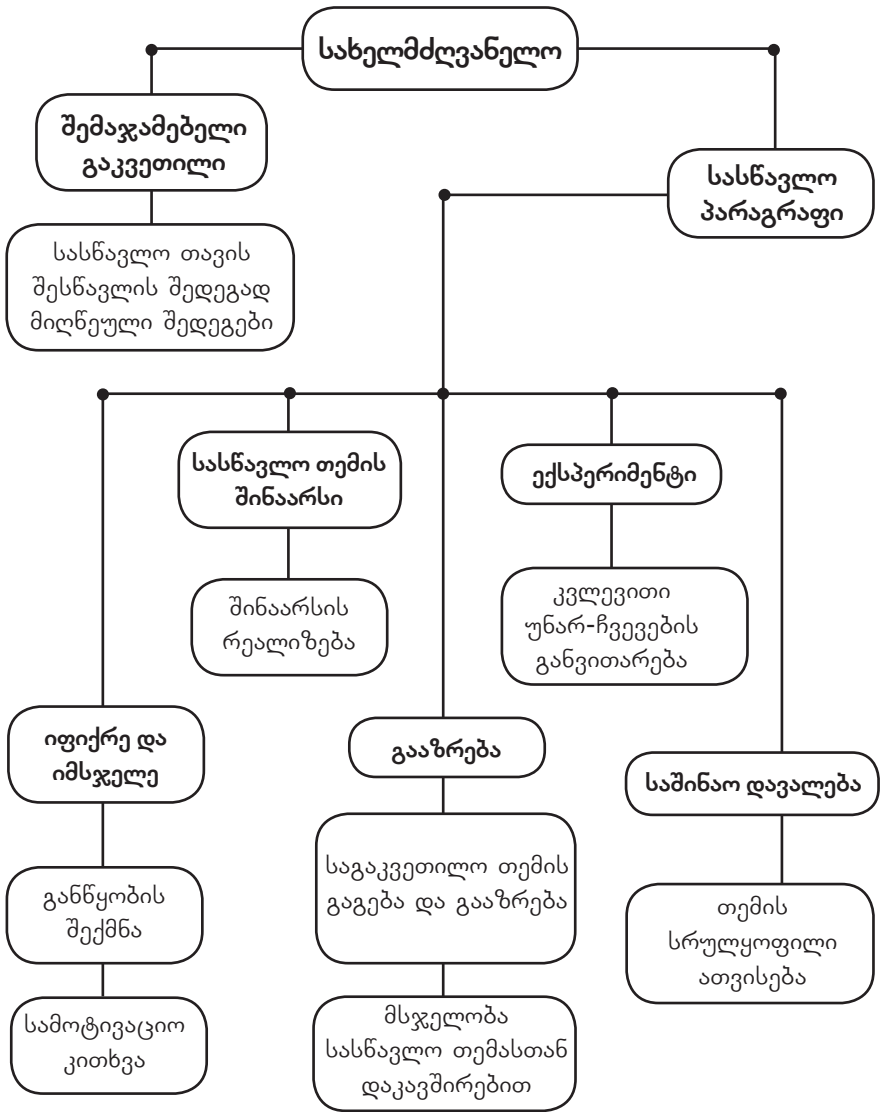 სახელმძღვანელო
შემაჯამებელი
გაკვეთილი
სასწავლო
პარაგრაფი
სასწავლო თავის
შესწავლის შედეგად
მიღწეული შედეგები
სასწავლო თემის
შინაარსი
ექსპერიმენტი
შინაარსის
რეალიზება
კვლევითი
უნარ-ჩვევების
განვითარება
იფიქრე და
იმსჯელე
გააზრება
საშინაო დავალება
განწყობის
შექმნა
საგაკვეთილო თემის
გაგება და გააზრება
თემის
სრულყოფილი
ათვისება
სამოტივაციო
კითხვა
მსჯელობა
სასწავლო თემასთან
დაკავშირებით